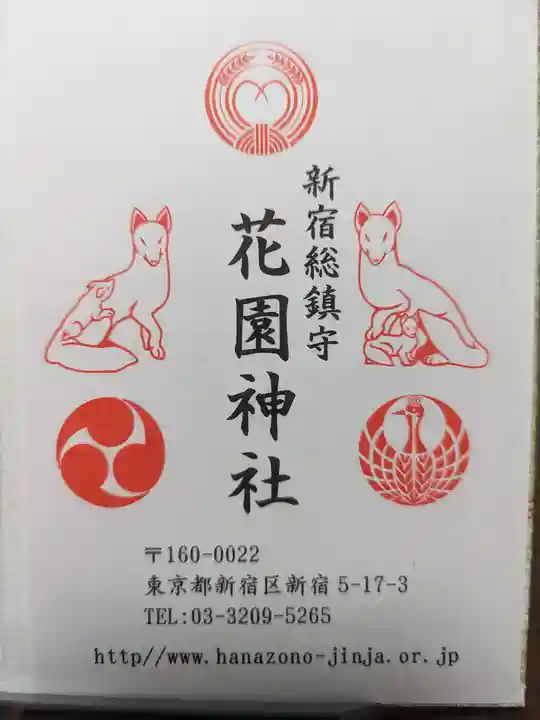 新宿総鎮守
花園神社
〒160-0022
東京都新宿区新宿5-17-3
TEL:03-3209-5265
http//www.hanazono-jinja.or.jp